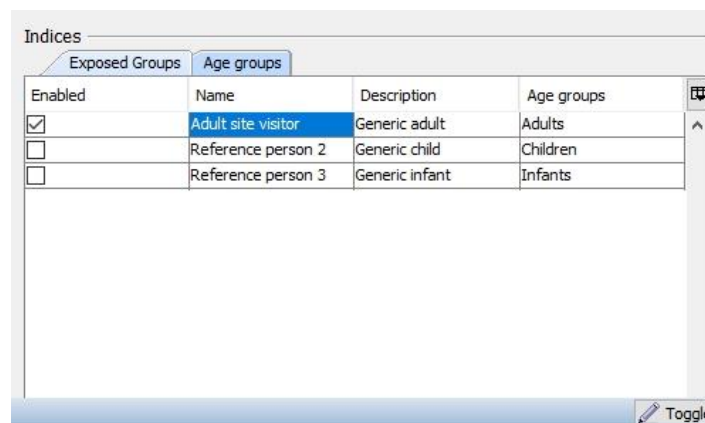 Indices
Exposed Groups Age groups
Enabled Name Description Age groups
Adult site visitor Generic adult Adults
Reference person 2 Generic child Children
Reference person 3 Generic infant Infants
Toggle